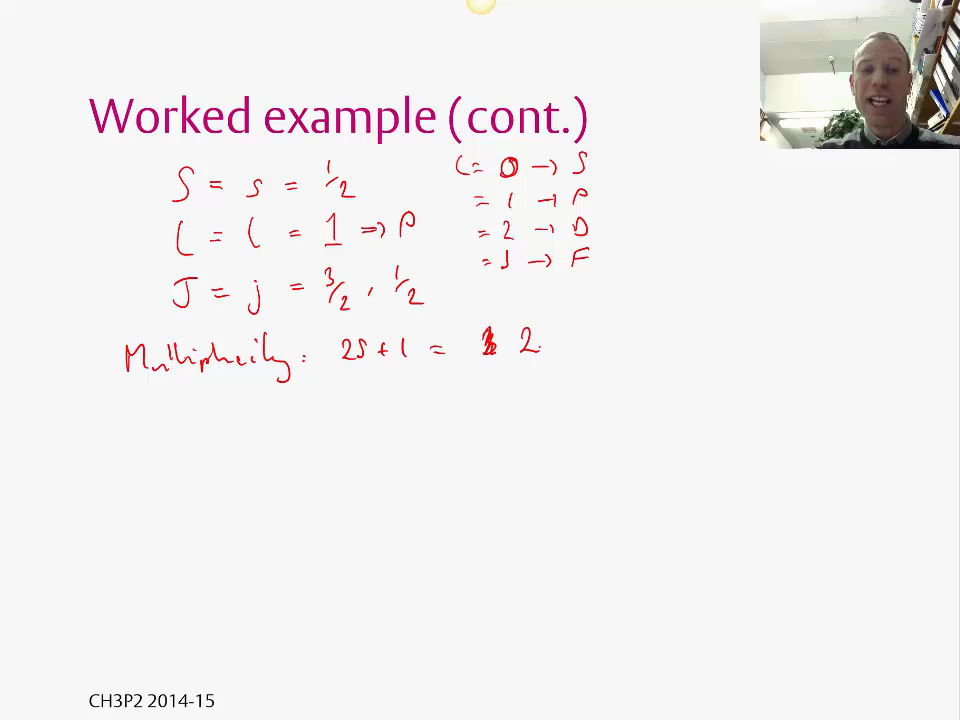 Worked example (cont.)
S = s = 1/2
L = l = 1 => P
J = j = 3/2, 1/2
L = 0 → S
= 1 → P
= 2 → D
= 3 → F
Multiplicity: 2S + 1 = 2
CH3P2 2014-15